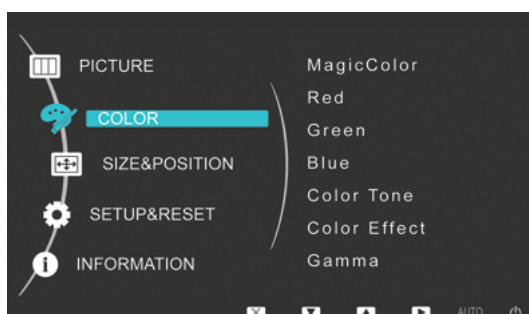 PICTURE
COLOR
SIZE&POSITION
SETUP&RESET
INFORMATION
MagicColor
Red
Green
Blue
Color Tone
Color Effect
Gamma
AUTO